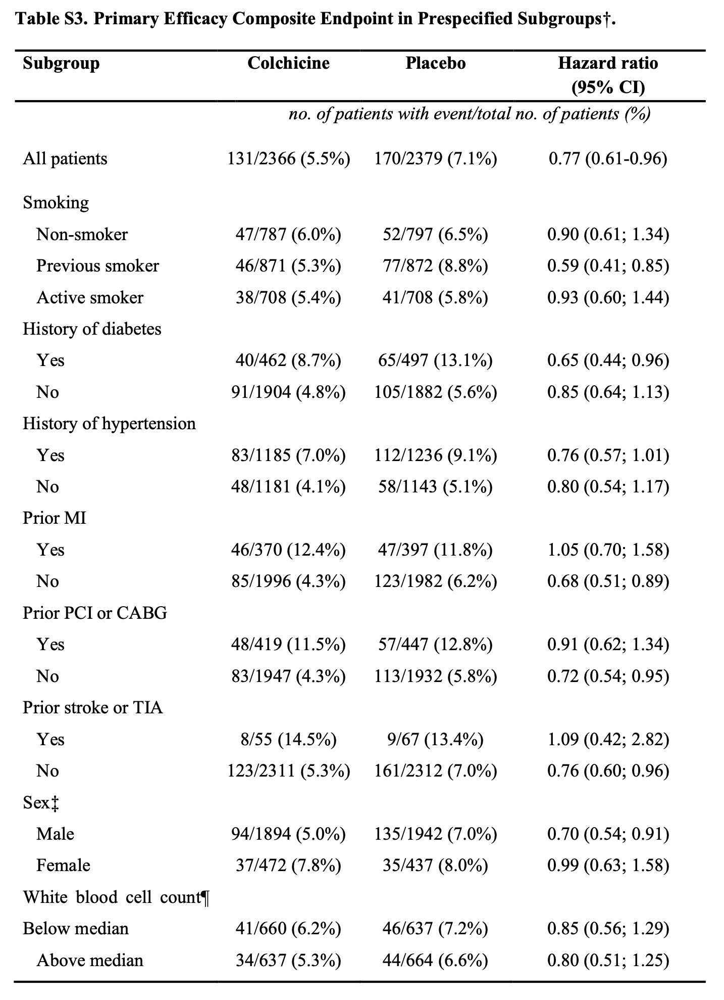 Table S3. Primary Efficacy Composite Endpoint in Prespecified Subgroups†.
Subgroup Colchicine Placebo Hazard ratio
(95% CI)
no. of patients with event/total no. of patients (%)
All patients 131/2366 (5.5%) 170/2379 (7.1%) 0.77 (0.61-0.96)
Smoking
Non-smoker 47/787 (6.0%) 52/797 (6.5%) 0.90 (0.61; 1.34)
Previous smoker 46/871 (5.3%) 77/872 (8.8%) 0.59 (0.41; 0.85)
Active smoker 38/708 (5.4%) 41/708 (5.8%) 0.93 (0.60; 1.44)
History of diabetes
Yes 40/462 (8.7%) 65/497 (13.1%) 0.65 (0.44; 0.96)
No 91/1904 (4.8%) 105/1882 (5.6%) 0.85 (0.64; 1.13)
History of hypertension
Yes 83/1185 (7.0%) 112/1236 (9.1%) 0.76 (0.57; 1.01)
No 48/1181 (4.1%) 58/1143 (5.1%) 0.80 (0.54; 1.17)
Prior MI
Yes 46/370 (12.4%) 47/397 (11.8%) 1.05 (0.70; 1.58)
No 85/1996 (4.3%) 123/1982 (6.2%) 0.68 (0.51; 0.89)
Prior PCI or CABG
Yes 48/419 (11.5%) 57/447 (12.8%) 0.91 (0.62; 1.34)
No 83/1947 (4.3%) 113/1932 (5.8%) 0.72 (0.54; 0.95)
Prior stroke or TIA
Yes 8/55 (14.5%) 9/67 (13.4%) 1.09 (0.42; 2.82)
No 123/2311 (5.3%) 161/2312 (7.0%) 0.76 (0.60; 0.96)
Sex‡
Male 94/1894 (5.0%) 135/1942 (7.0%) 0.70 (0.54; 0.91)
Female 37/472 (7.8%) 35/437 (8.0%) 0.99 (0.63; 1.58)
White blood cell count¶
Below median 41/660 (6.2%) 46/637 (7.2%) 0.85 (0.56; 1.29)
Above median 34/637 (5.3%) 44/664 (6.6%) 0.80 (0.51; 1.25)